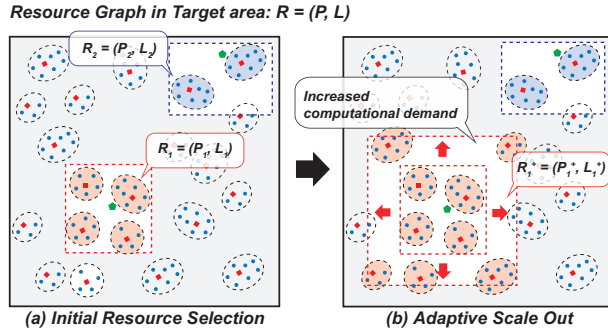 Resource Graph in Target area: R = (P, L)
R₂ = (P₂, L₂)
R₁ = (P₁, L₁)
Increased
computational demand
R₁⁺ = (P₁⁺, L₁⁺)
(a) Initial Resource Selection
(b) Adaptive Scale Out